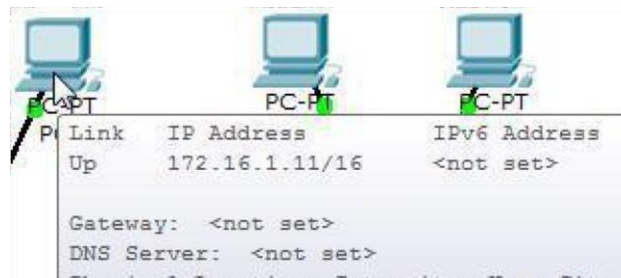 PC-PT PC-PT PC-PT
Link IP Address IPv6 Address
Up 172.16.1.11/16 <not set>
Gateway: <not set>
DNS Server: <not set>